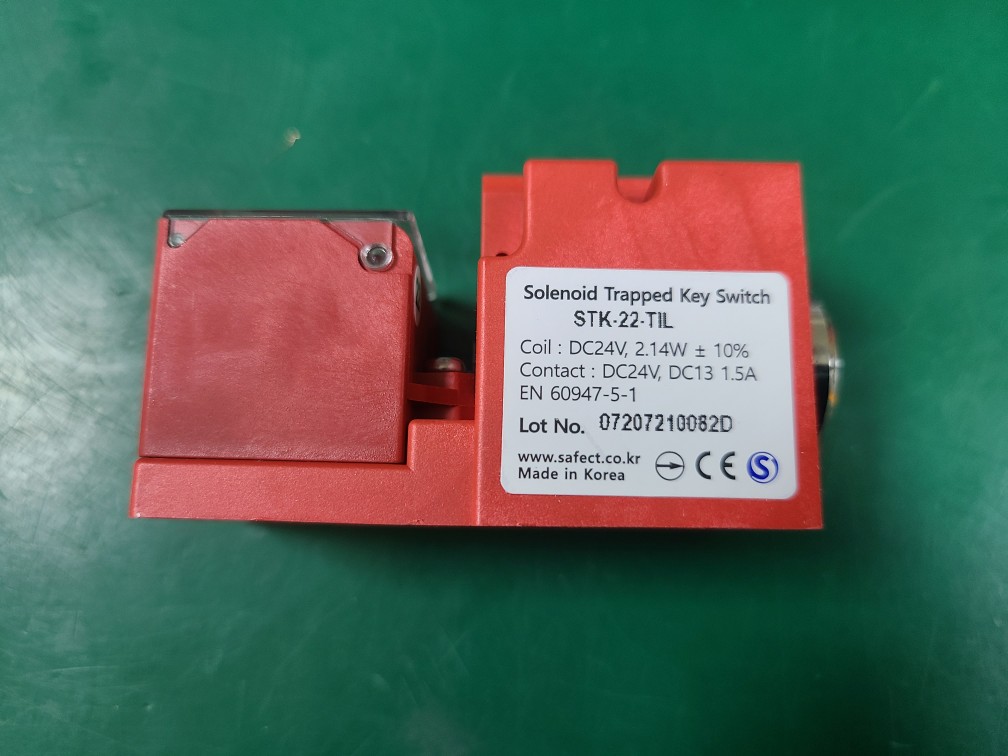 Solenoid Trapped Key Switch
STK-22-TIL
Coil : DC24V, 2.14W ± 10%
Contact : DC24V, DC13 1.5A
EN 60947-5-1
Lot No. 07207210082D
www.safect.co.kr
Made in Korea
CE S